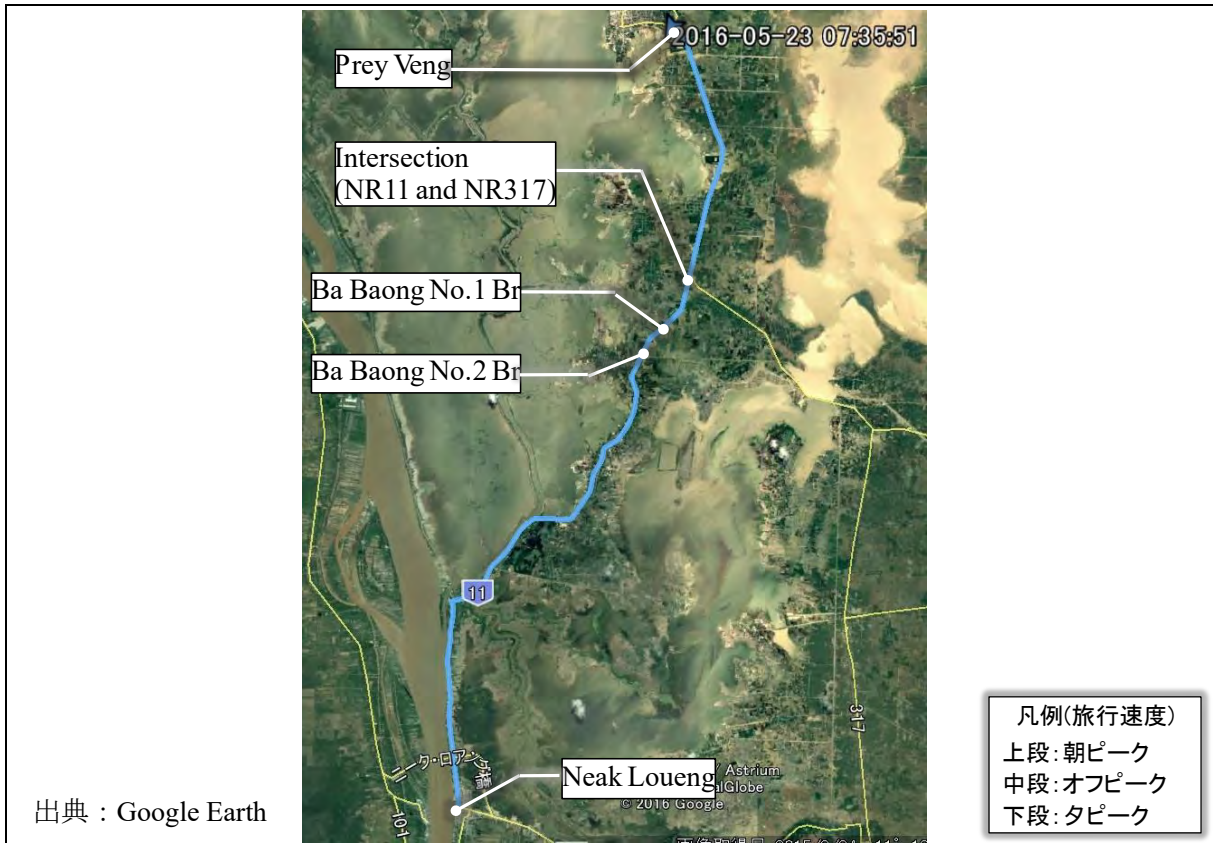 2016-05-23 07:35:51
Prey Veng
Intersection
(NR11 and NR317)
Ba Baong No.1 Br
Ba Baong No.2 Br
11
317
ニータ・ロアング橋
Neak Loueng
Astrium
alGlobe
© 2016 Google
101
出典：Google Earth
凡例(旅行速度)
上段：朝ピーク
中段：オフピーク
下段：夕ピーク